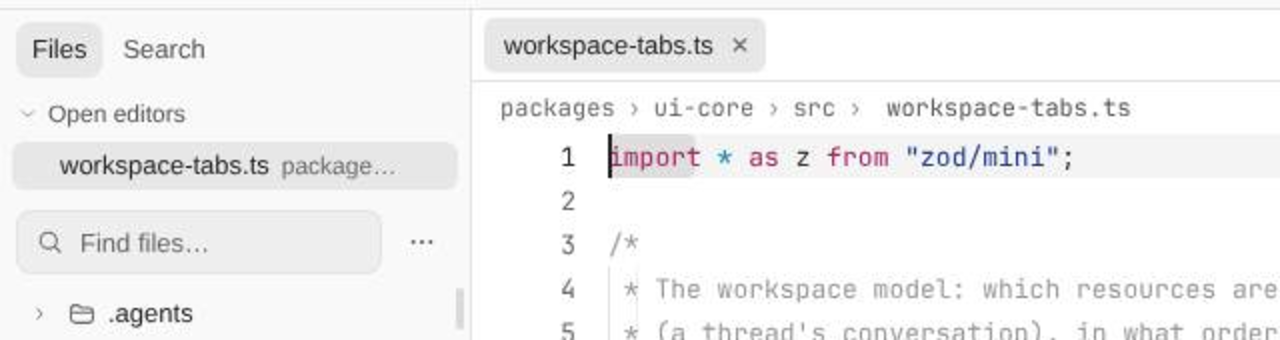 Files Search
Open editors
workspace-tabs.ts package…
Find files…
.agents
workspace-tabs.ts
packages › ui-core › src › workspace-tabs.ts
1 import * as z from "zod/mini";
2
3 /*
4 * The workspace model: which resources are
5 * (a thread's conversation), in what order